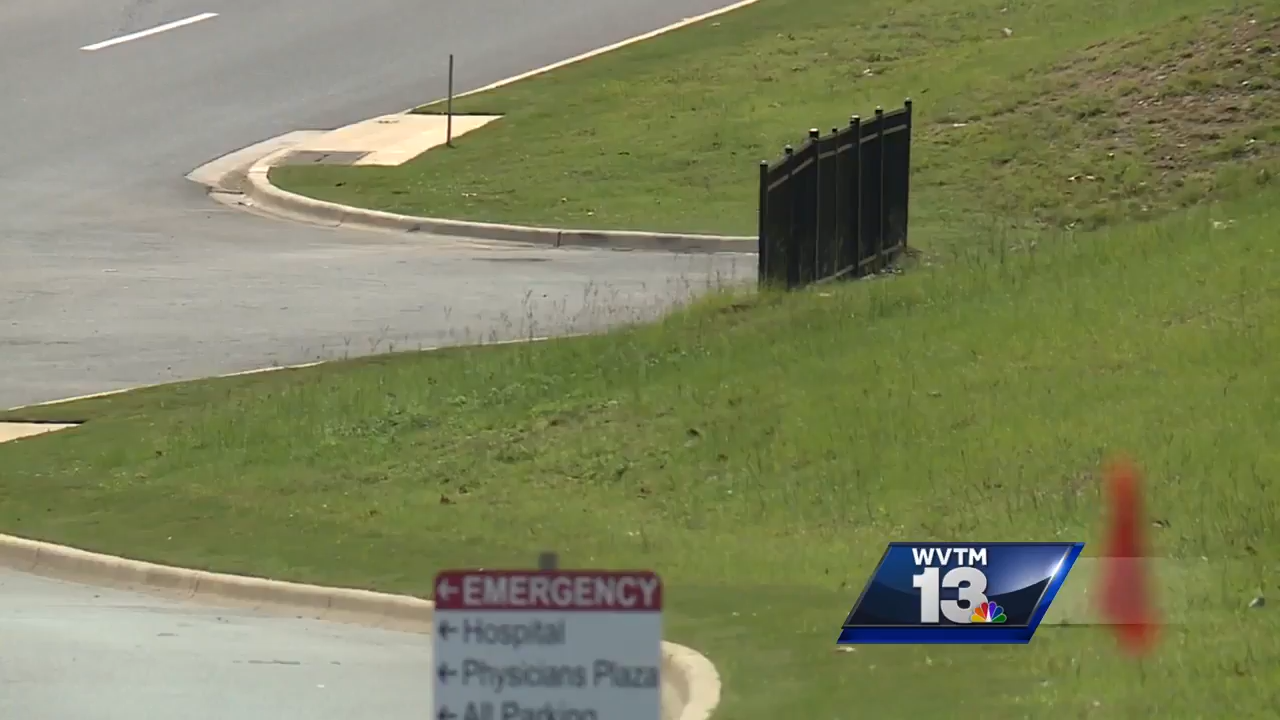 WVTM
13
←EMERGENCY
←Hospital
←Physicians Plaza
←All Parking